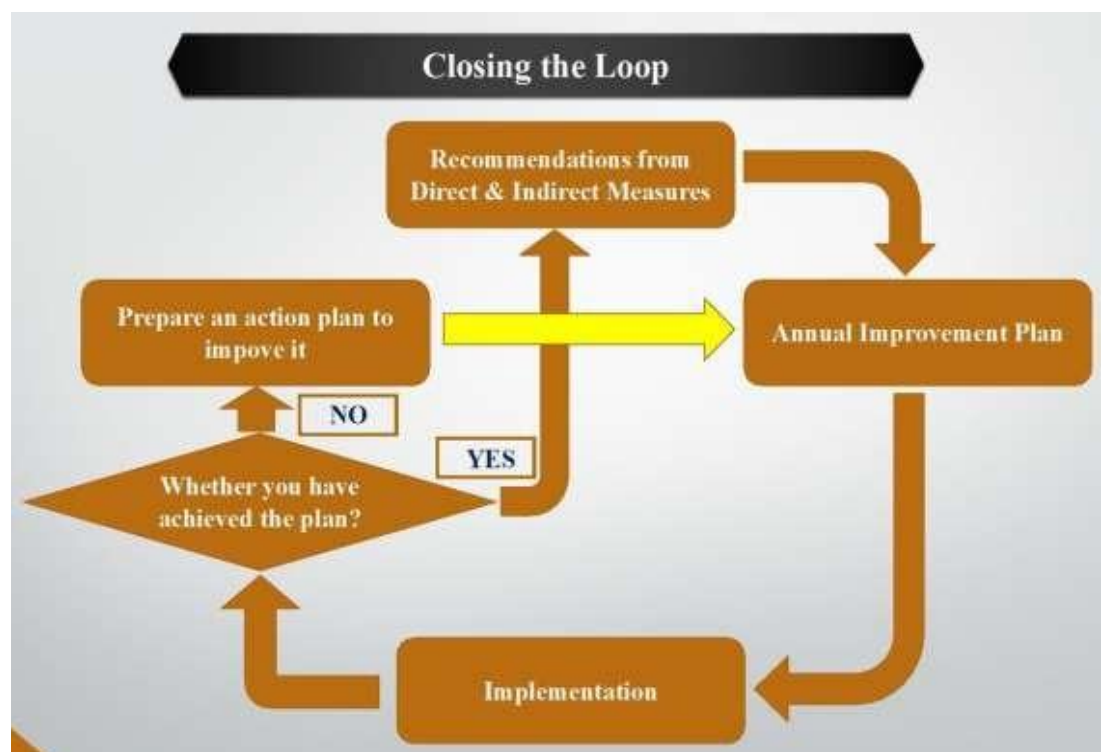 Closing the Loop
Recommendations from
Direct & Indirect Measures
Prepare an action plan to
impove it
Annual Improvement Plan
NO
YES
Whether you have
achieved the plan?
Implementation